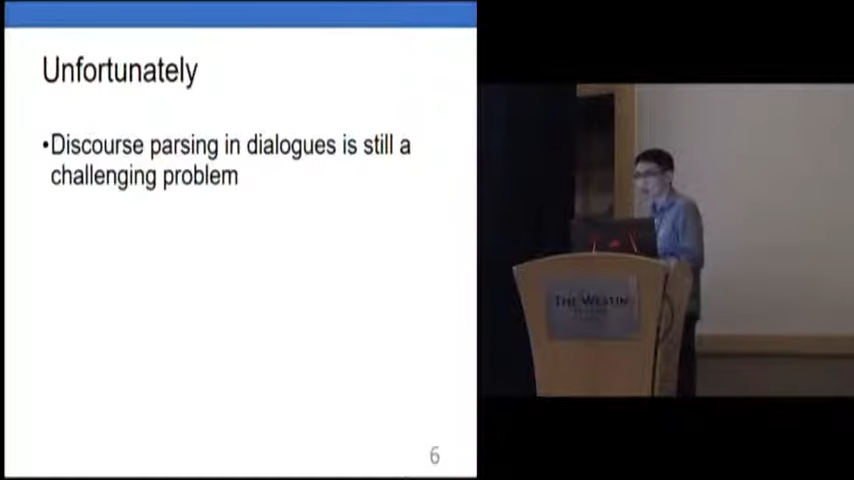 Unfortunately
•Discourse parsing in dialogues is still a
challenging problem
6
THE WESTIN